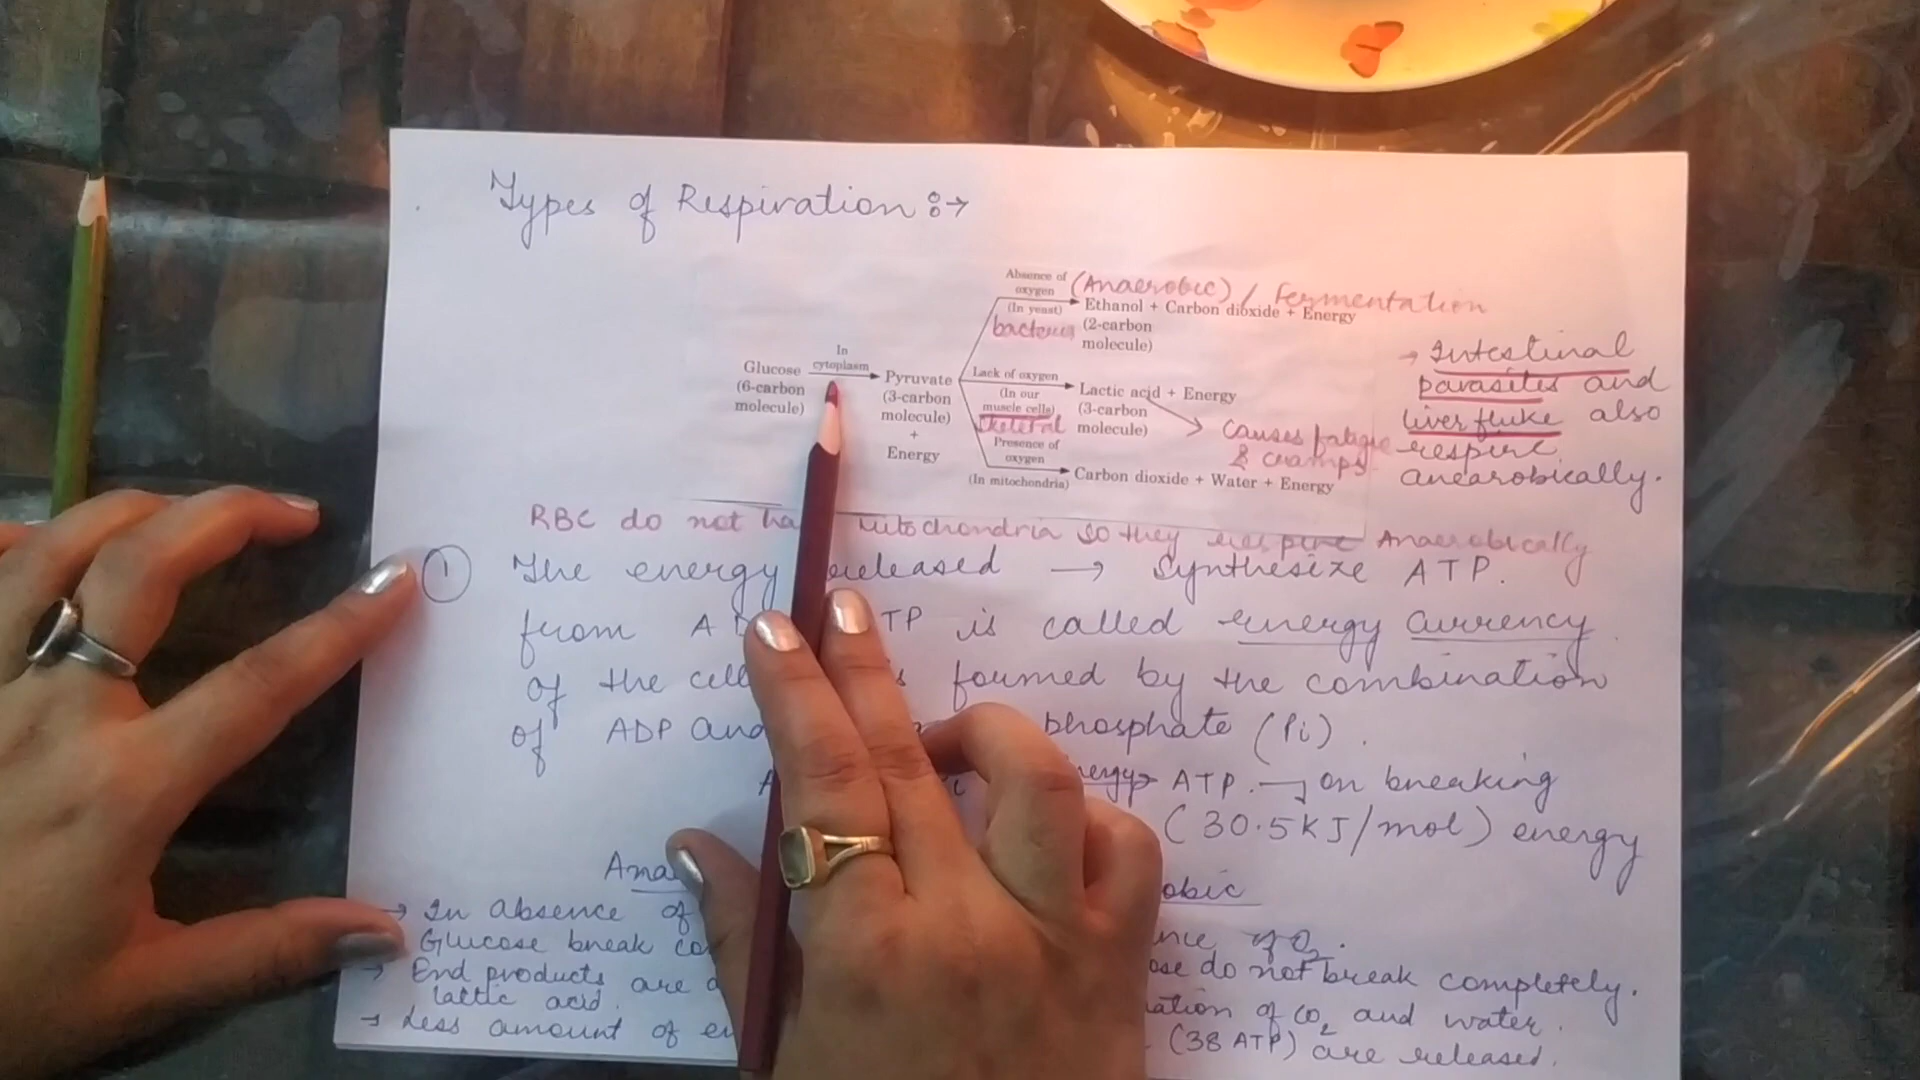 Types of Respiration :→
Absence of
oxygen
(Anaerobic) / Fermentation
(In yeast)
Ethanol + Carbon dioxide + Energy
bacteria
(2-carbon
molecule)
In
cytoplasm
Glucose
(6-carbon
molecule)
Pyruvate
(3-carbon
molecule)
+
Energy
Lack of oxygen
(In our
muscle cells)
Skeletal
Lactic acid + Energy
(3-carbon
molecule)
causes fatigue
& cramps
Presence of
oxygen
(In mitochondria)
Carbon dioxide + Water + Energy
→ Intestinal
parasites and
liver fluke also
respire
anearobically.
RBC do not ha mitochondria so they Anaerobically
① The energy released → Synthesize ATP.
from AD TP is called energy currency
of the cell is formed by the combination
of ADP and phosphate (Pi).
ATP. → on breaking
(30.5KJ/mol) energy
Ana obic
→ In absence of
Glucose break co
→ End products are
lactic acid.
→ Less amount of en
nce of O2.
ose do not break completely.
ation of CO2 and water.
(38 ATP) are released.